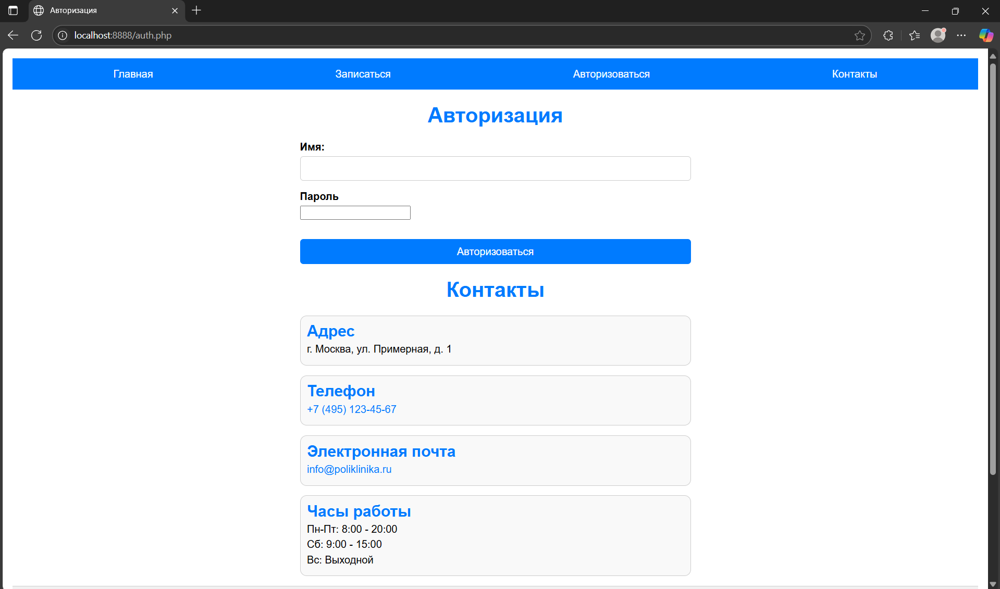 Авторизация
localhost:8888/auth.php
Главная Записаться Авторизоваться Контакты
Авторизация
Имя:
Пароль
Авторизоваться
Контакты
Адрес
г. Москва, ул. Примерная, д. 1
Телефон
+7 (495) 123-45-67
Электронная почта
info@poliklinika.ru
Часы работы
Пн-Пт: 8:00 - 20:00
Сб: 9:00 - 15:00
Вс: Выходной